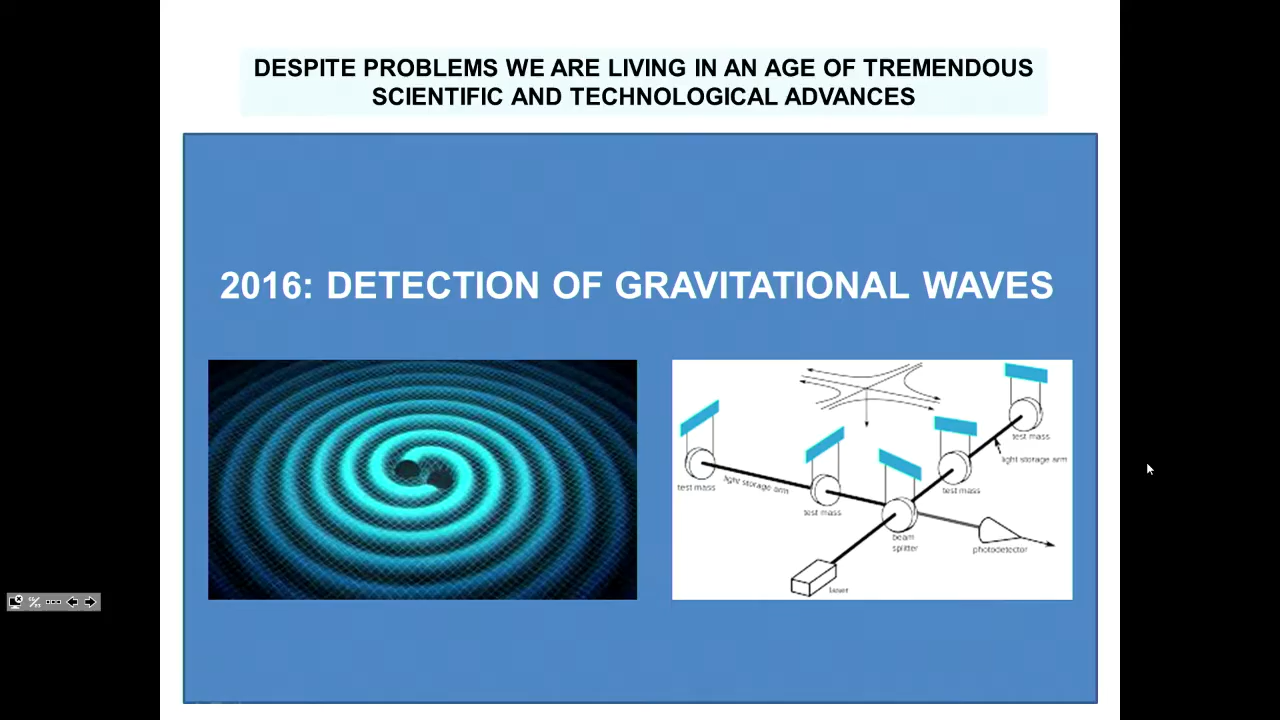 DESPITE PROBLEMS WE ARE LIVING IN AN AGE OF TREMENDOUS
SCIENTIFIC AND TECHNOLOGICAL ADVANCES
2016: DETECTION OF GRAVITATIONAL WAVES
test mass
light storage arm
test mass
light storage arm
test mass
test mass
beam
splitter
photodetector
laser